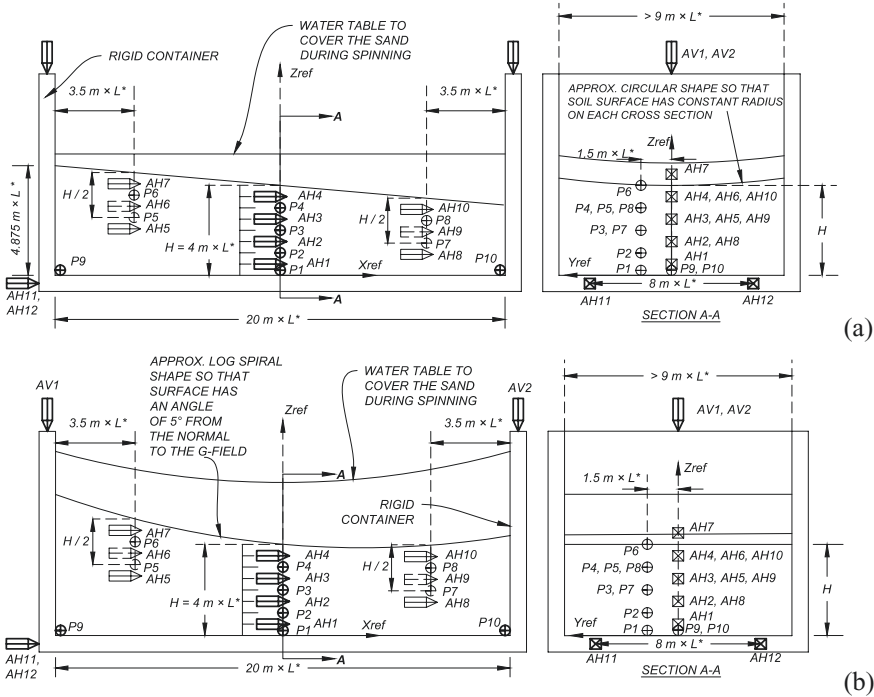 WATER TABLE TO
COVER THE SAND
DURING SPINNING
RIGID CONTAINER
Zref
3.5 m × L*
3.5 m × L*
A
4.875 m × L*
H / 2
AH7
P6
AH6
P5
AH5
H = 4 m × L*
AH4
P4
AH3
P3
AH2
P2
AH1
P1
Xref
H / 2
AH10
P8
AH9
P7
AH8
P9
P10
AH11,
AH12
A
20 m × L*
> 9 m × L*
AV1, AV2
APPROX. CIRCULAR SHAPE SO THAT
SOIL SURFACE HAS CONSTANT RADIUS
ON EACH CROSS SECTION
Zref
1.5 m × L*
AH7
P6
AH4, AH6, AH10
P4, P5, P8
AH3, AH5, AH9
P3, P7
AH2, AH8
P2
AH1
P1
P9, P10
H
Yref
8 m × L*
AH11
AH12
SECTION A-A
(a)
APPROX. LOG SPIRAL
SHAPE SO THAT
SURFACE HAS
AN ANGLE
OF 5° FROM
THE NORMAL
TO THE G-FIELD
WATER TABLE TO
COVER THE SAND
DURING SPINNING
AV1
AV2
Zref
3.5 m × L*
3.5 m × L*
A
RIGID
CONTAINER
H / 2
AH7
P6
AH6
P5
AH5
H = 4 m × L*
AH4
P4
AH3
P3
AH2
P2
AH1
P1
Xref
H / 2
AH10
P8
AH9
P7
AH8
P9
P10
AH11,
AH12
A
20 m × L*
> 9 m × L*
AV1, AV2
Zref
1.5 m × L*
AH7
P6
AH4, AH6, AH10
P4, P5, P8
AH3, AH5, AH9
P3, P7
AH2, AH8
P2
AH1
P1
P9, P10
H
Yref
8 m × L*
AH11
AH12
SECTION A-A
(b)